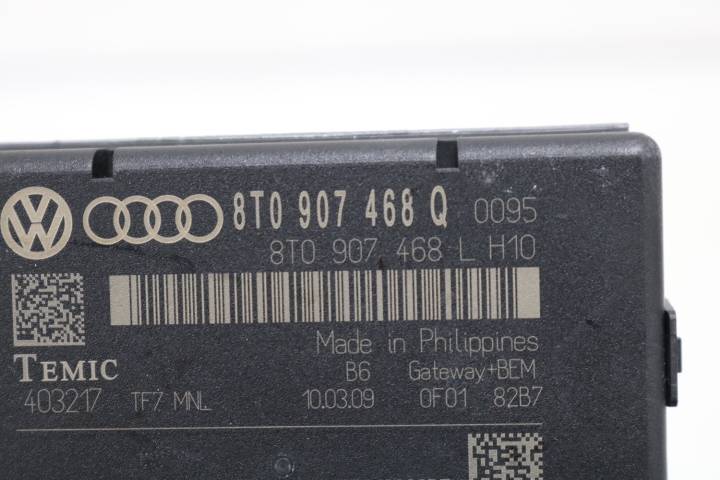 8T0 907 468 Q 0095
8T0 907 468 L H10
Made in Philippines
TEMIC B6 Gateway+BEM
403217 TF7 MNL 10.03.09 0F01 82B7